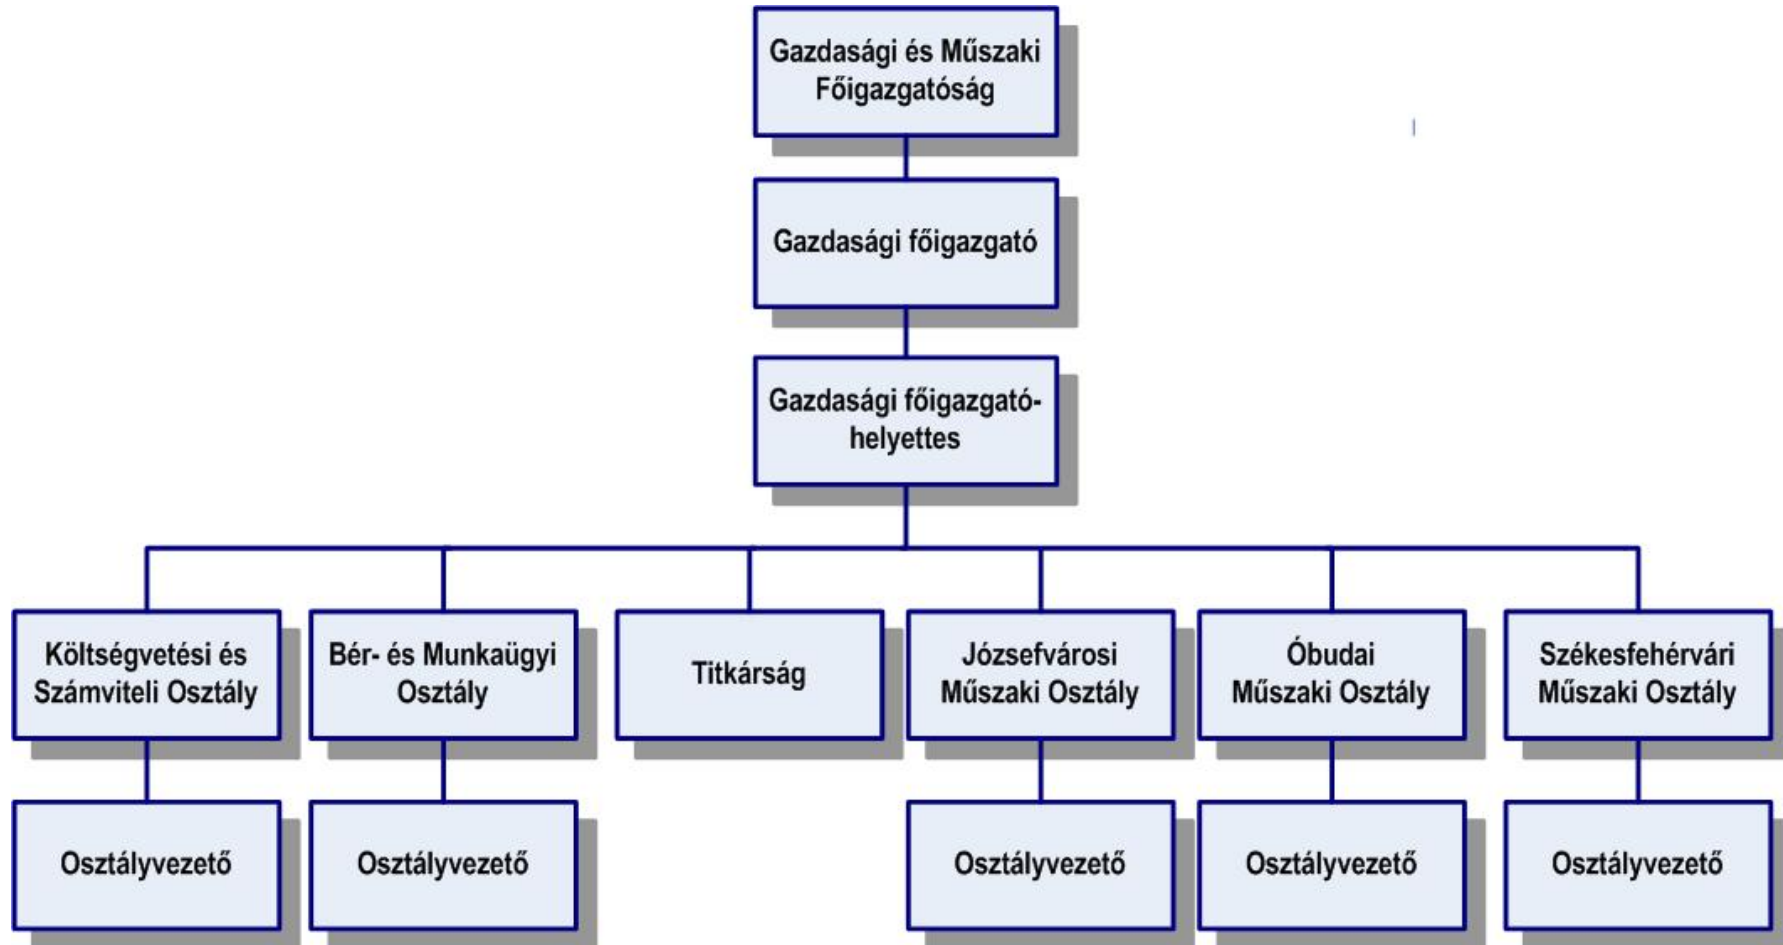 Gazdasági és Műszaki
Főigazgatóság
Gazdasági főigazgató
Gazdasági főigazgató-
helyettes
Költségvetési és
Számviteli Osztály
Bér- és Munkaügyi
Osztály
Titkárság
Józsefvárosi
Műszaki Osztály
Óbudai
Műszaki Osztály
Székesfehérvári
Műszaki Osztály
Osztályvezető
Osztályvezető
Osztályvezető
Osztályvezető
Osztályvezető